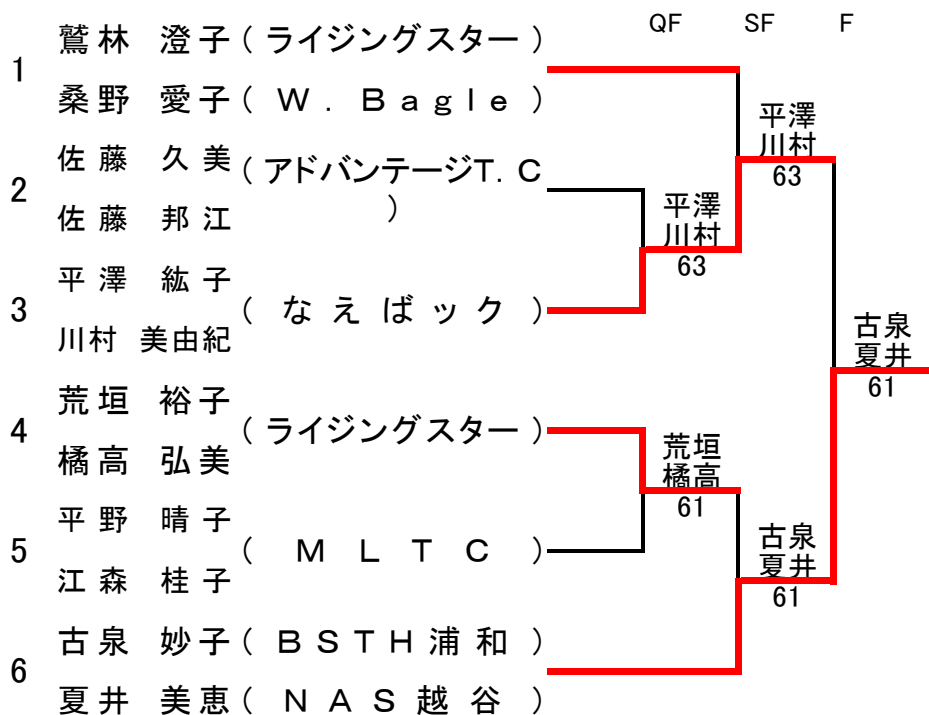 QF SF F
1
鷲林 澄子(ライジングスター)
桑野 愛子(W.Bagle)
2
佐藤 久美
佐藤 邦江
(アドバンテージT.C
)
3
平澤 紘子
川村 美由紀
(なえばック)
4
荒垣 裕子
橘高 弘美
(ライジングスター)
5
平野 晴子
江森 桂子
(MLTC)
6
古泉 妙子(BSTH浦和)
夏井 美恵(NAS越谷)
平澤
川村
63
荒垣
橘高
61
平澤
川村
63
古泉
夏井
61
古泉
夏井
61